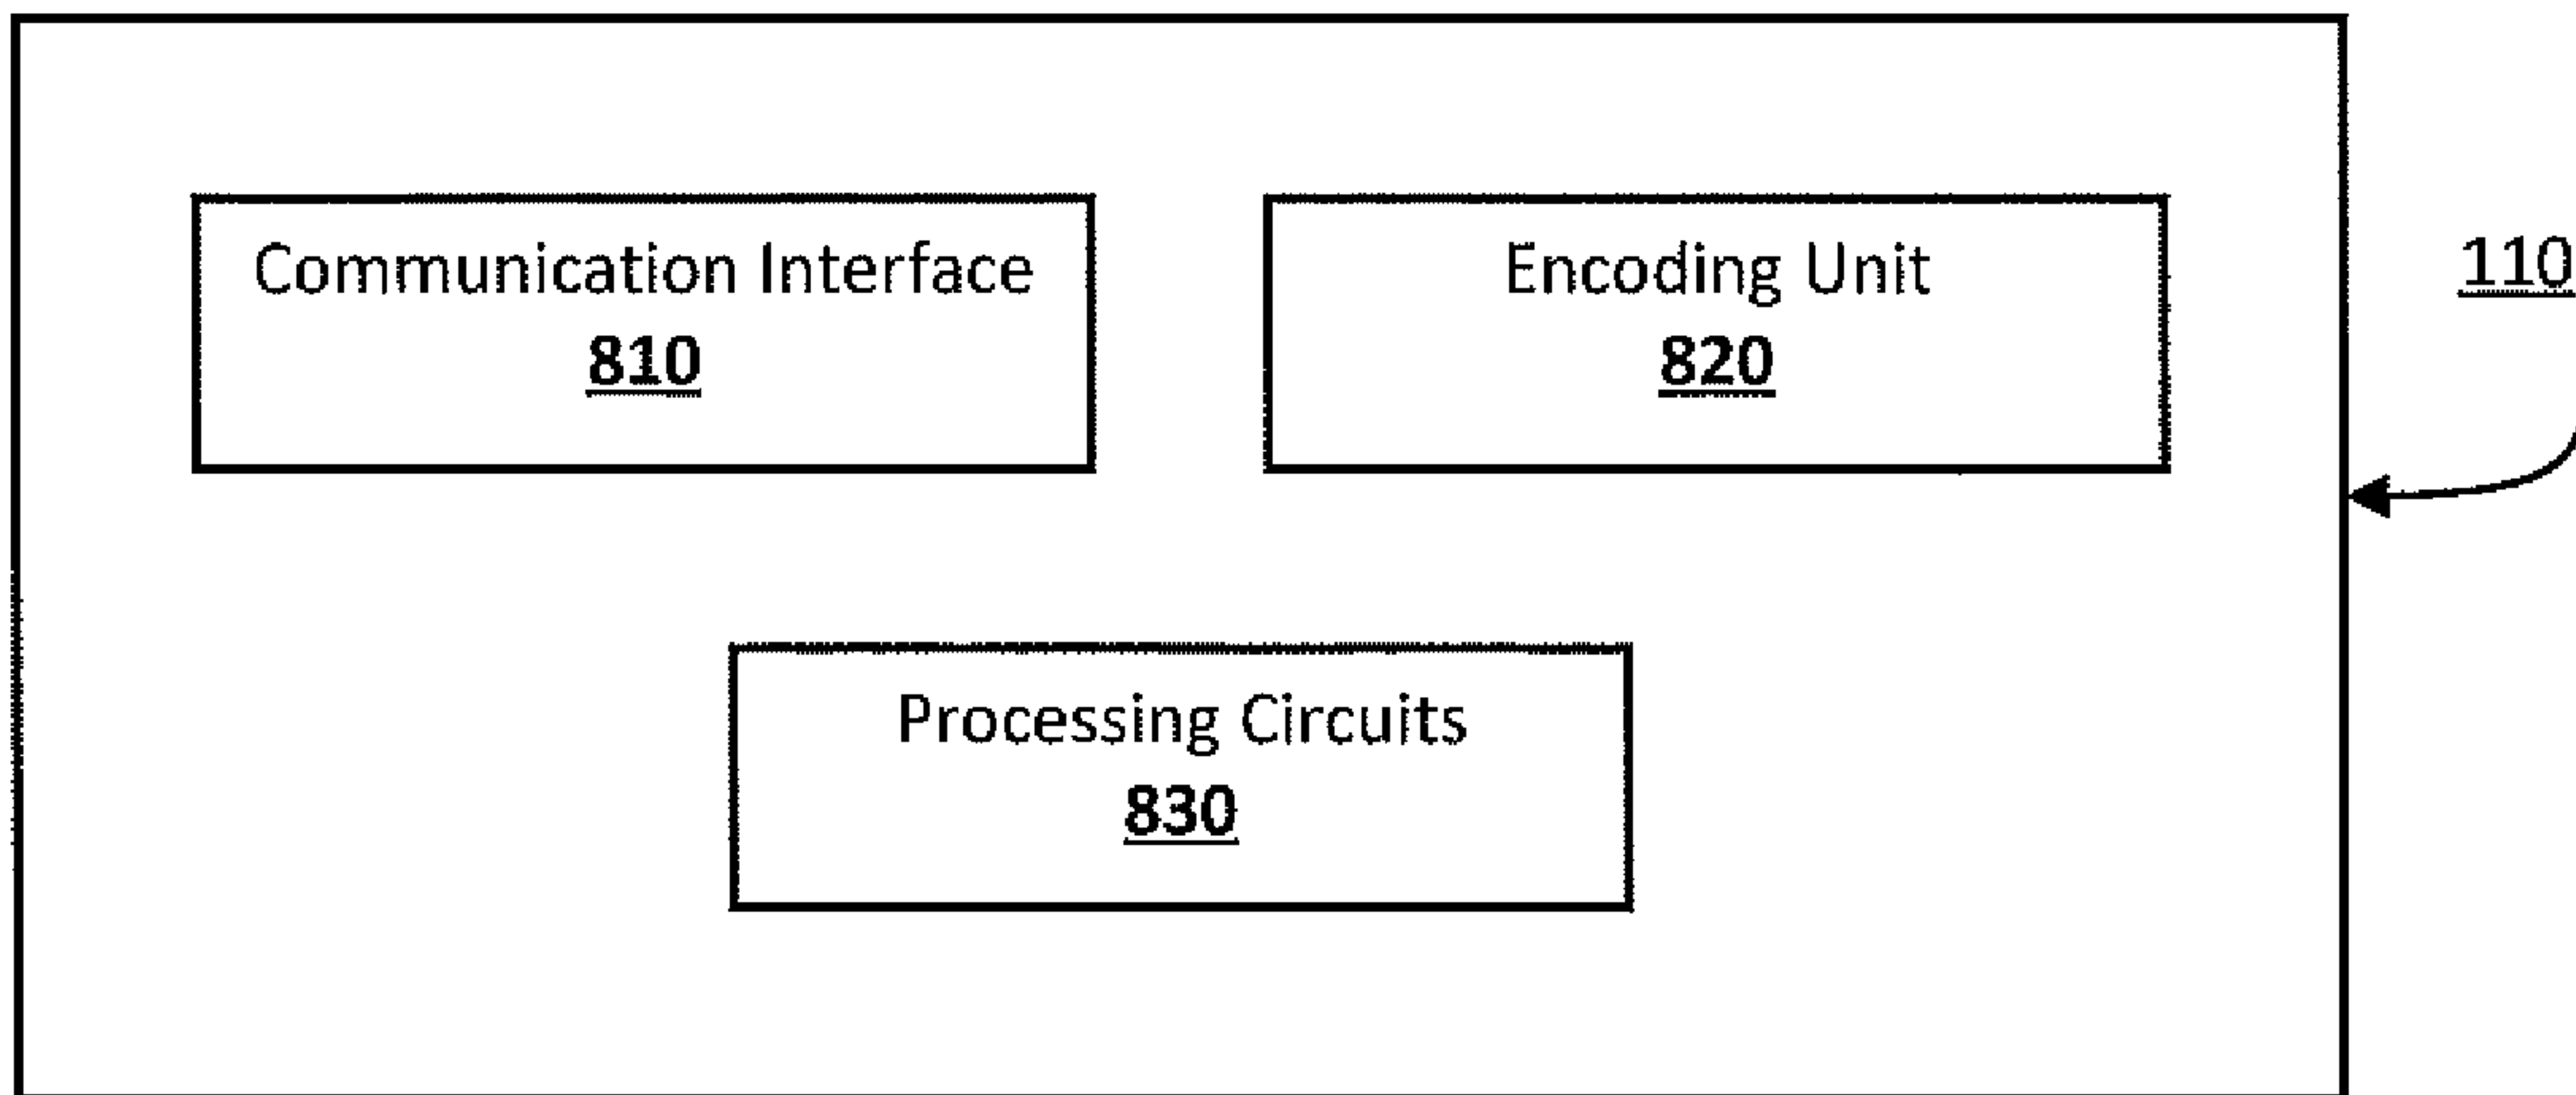 Communication Interface
810
Encoding Unit
820
110
Processing Circuits
830